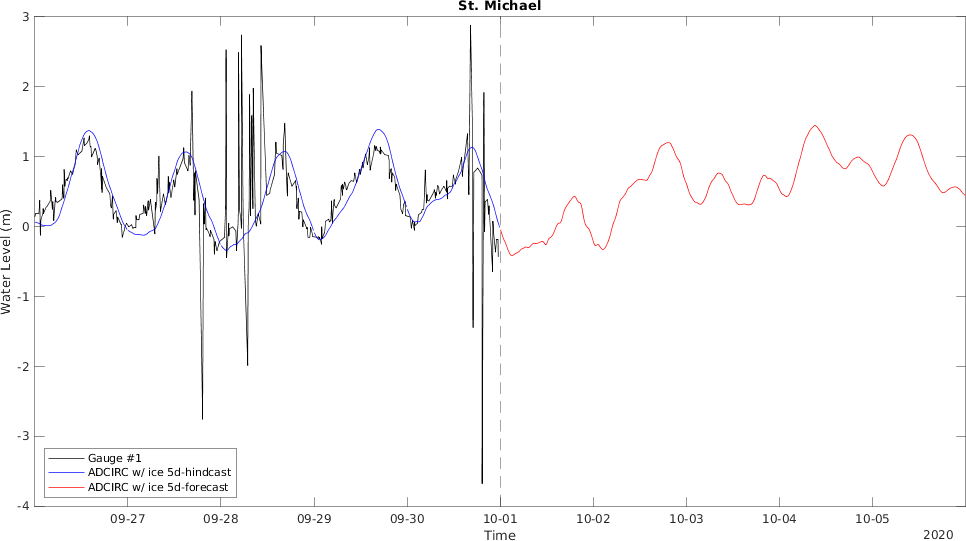 St. Michael
3
2
1
0
-1
-2
-3
-4
Water Level (m)
Gauge #1
ADCIRC w/ ice 5d-hindcast
ADCIRC w/ ice 5d-forecast
09-27 09-28 09-29 09-30 10-01 10-02 10-03 10-04 10-05
Time
2020